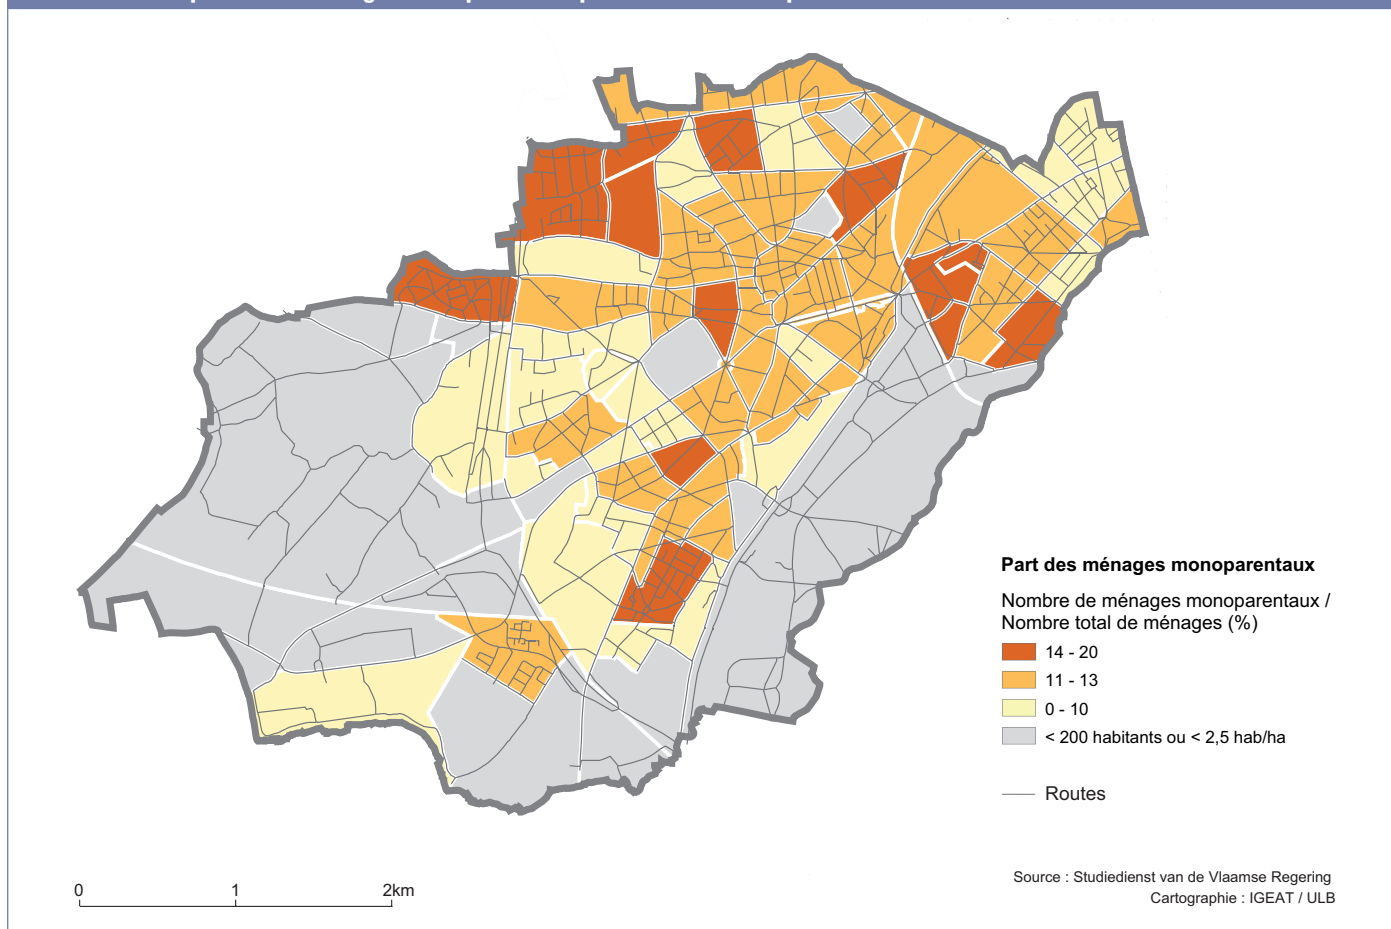 Part des ménages monoparentaux
Nombre de ménages monoparentaux /
Nombre total de ménages (%)
14 - 20
11 - 13
0 - 10
< 200 habitants ou < 2,5 hab/ha
Routes
0 1 2km
Source : Studiedienst van de Vlaamse Regering
Cartographie : IGEAT / ULB